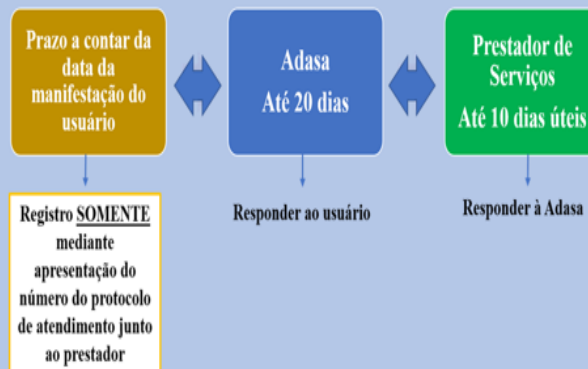 Prazo a contar da
data da
manifestação do
usuário
Adasa
Até 20 dias
Prestador de
Serviços
Até 10 dias úteis
Registro SOMENTE
mediante
apresentação do
número do protocolo
de atendimento junto
ao prestador
Responder ao usuário
Responder à Adasa